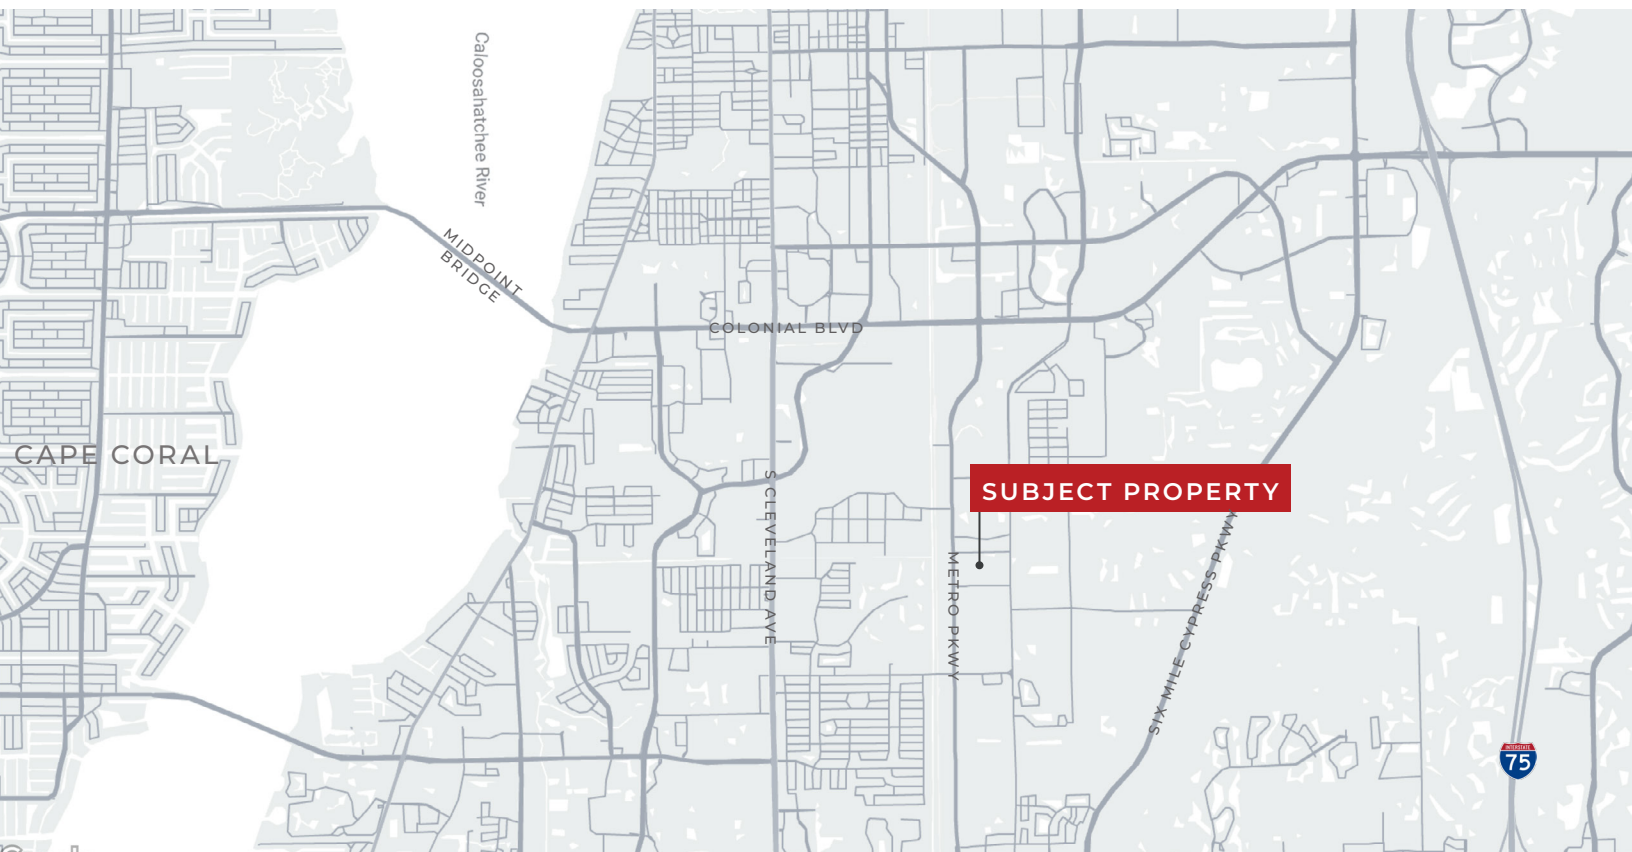 Caloosahatchee River
MIDPOINT
BRIDGE
COLONIAL BLVD
CAPE CORAL
SUBJECT PROPERTY
S CLEVELAND AVE
METRO PKWY
SIX MILE CYPRESS PKWY
INTERSTATE
75